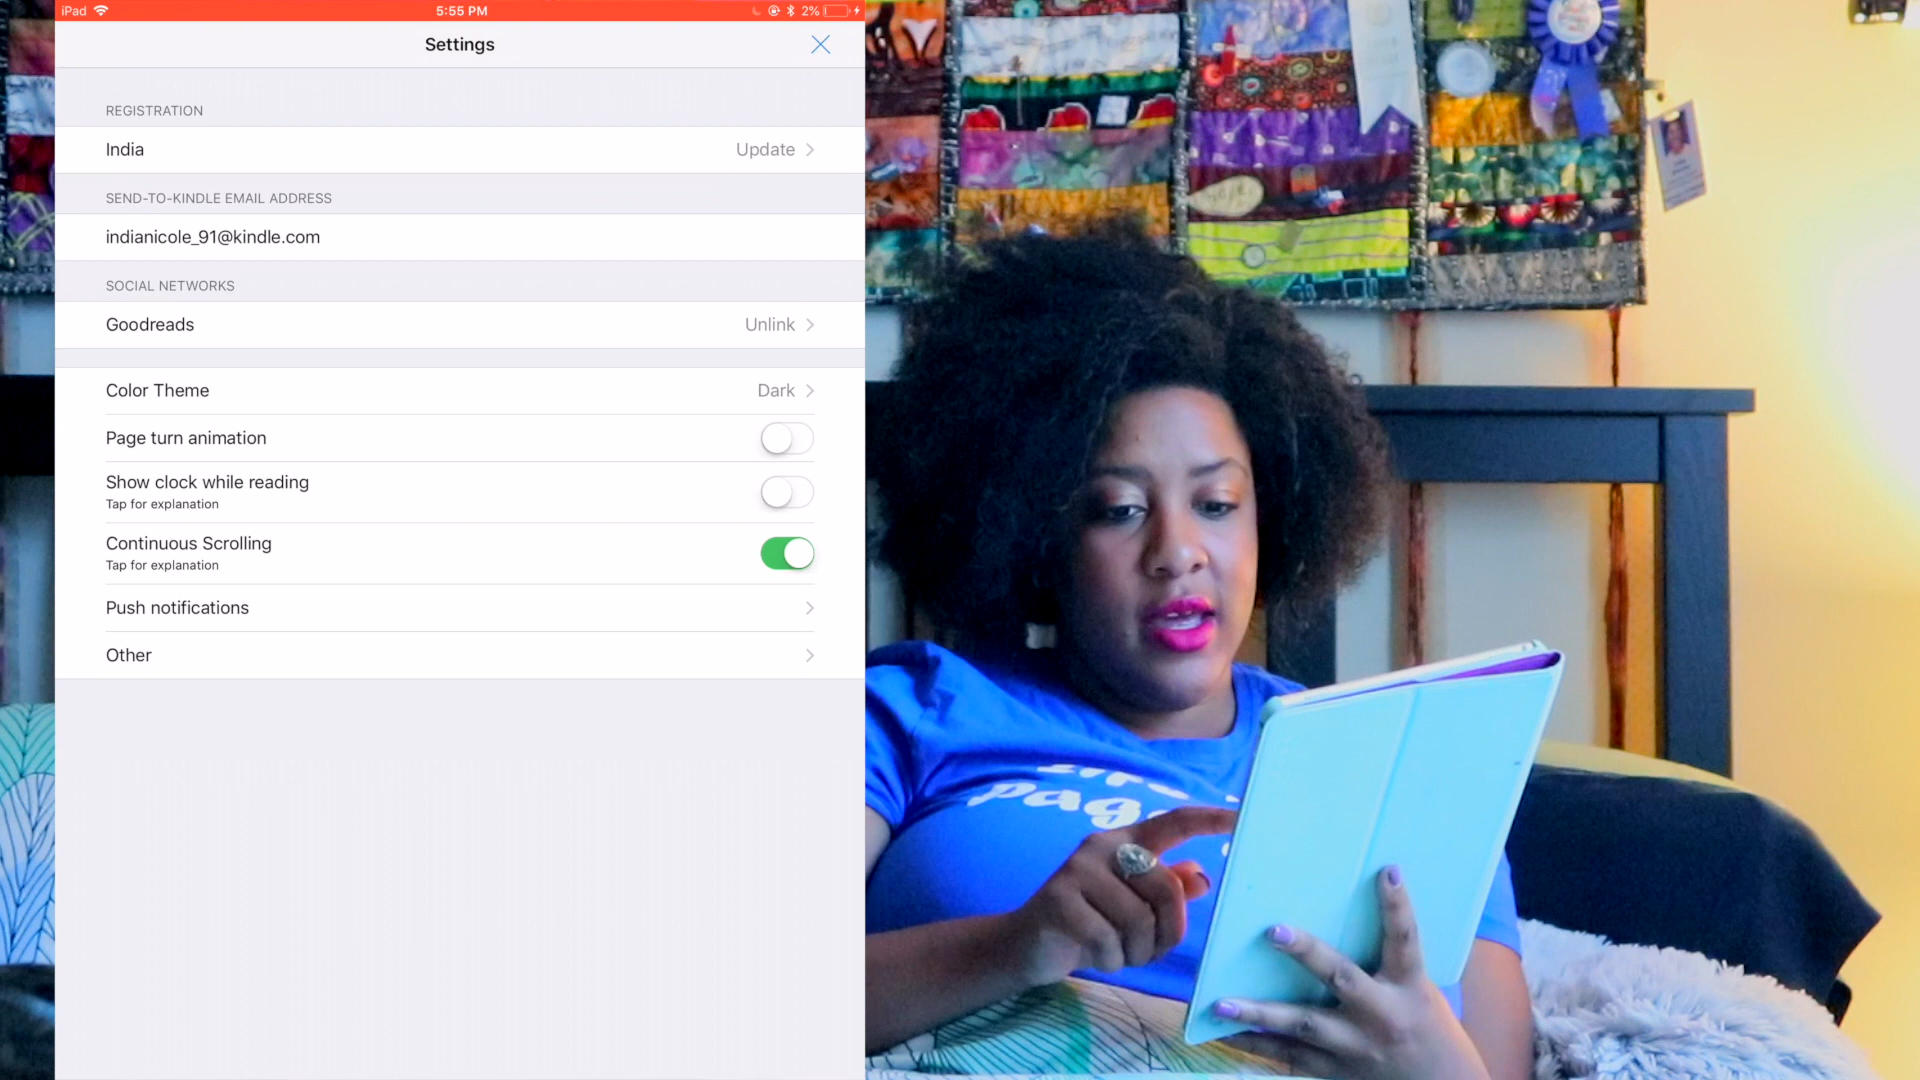 iPad 5:55 PM 2%
Settings
REGISTRATION
India Update
SEND-TO-KINDLE EMAIL ADDRESS
indianicole_91@kindle.com
SOCIAL NETWORKS
Goodreads Unlink
Color Theme Dark
Page turn animation
Show clock while reading
Tap for explanation
Continuous Scrolling
Tap for explanation
Push notifications
Other